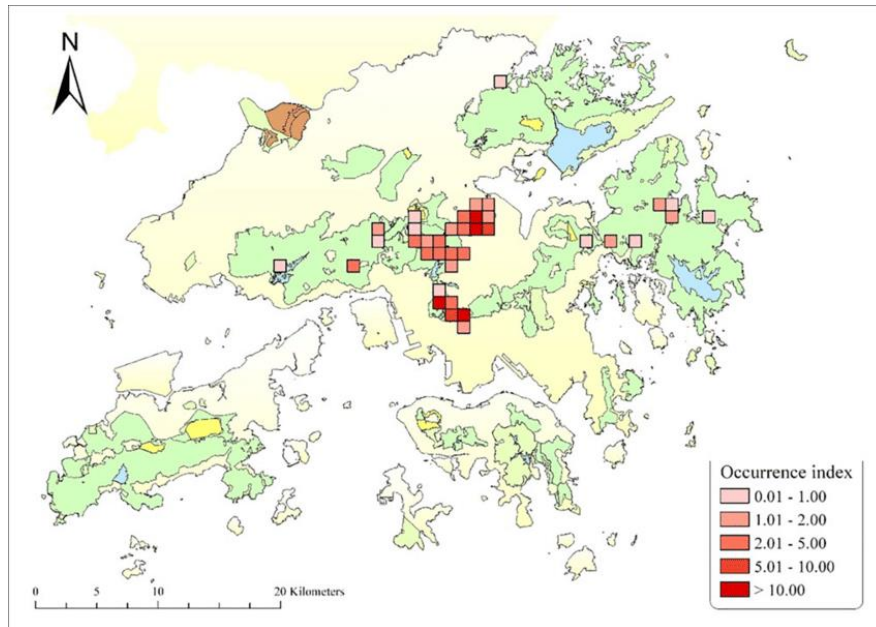 N
Occurrence index
0.01 - 1.00
1.01 - 2.00
2.01 - 5.00
5.01 - 10.00
> 10.00
0 5 10 20 Kilometers